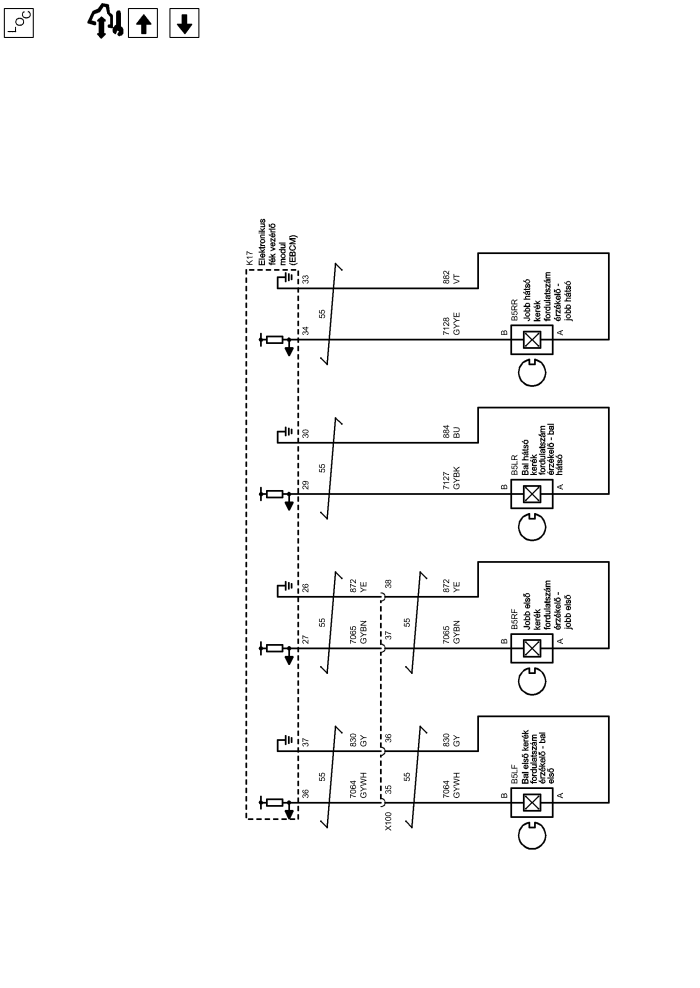 LOC
K17
Elektronikus
fék vezérlő
modul
(EBCM)
36
37
27
26
29
30
34
33
55
55
55
55
7064
GYWH
830
GY
7065
GYBN
872
YE
X100
35
36
37
38
55
55
7064
GYWH
830
GY
7065
GYBN
872
YE
7127
GYBK
884
BU
7128
GYYE
882
VT
B
B5LF
Bal első kerék
fordulatszám
érzékelő - bal
első
A
B
B5RF
Jobb első
kerék
fordulatszám
érzékelő -
jobb első
A
B
B5LR
Bal hátsó
kerék
fordulatszám
érzékelő - bal
hátsó
A
B
B5RR
Jobb hátsó
kerék
fordulatszám
érzékelő -
jobb hátsó
A